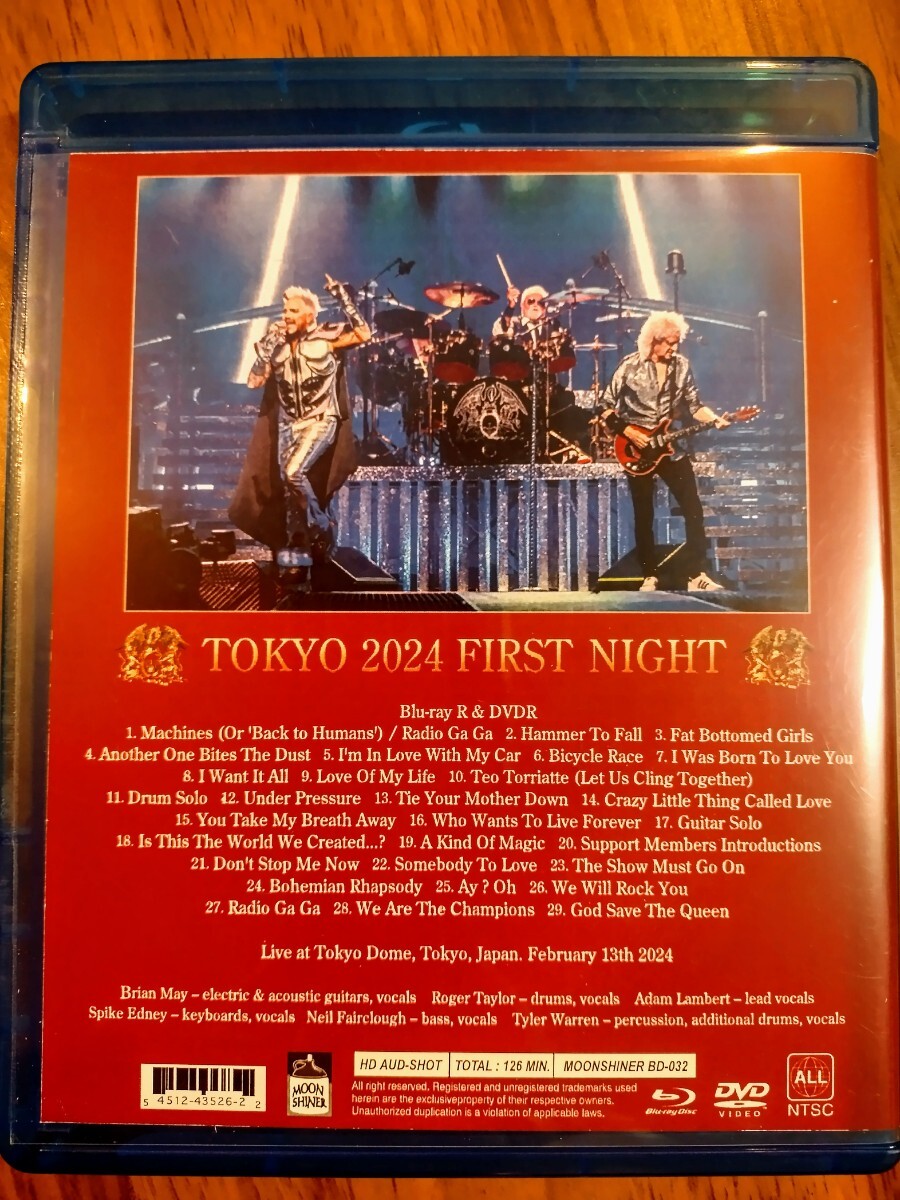 TOKYO 2024 FIRST NIGHT
Blu-ray R & DVDR
1. Machines (Or 'Back to Humans') / Radio Ga Ga 2. Hammer To Fall 3. Fat Bottomed Girls
4. Another One Bites The Dust 5. I'm In Love With My Car 6. Bicycle Race 7. I Was Born To Love You
8. I Want It All 9. Love Of My Life 10. Teo Torriatte (Let Us Cling Together)
11. Drum Solo 12. Under Pressure 13. Tie Your Mother Down 14. Crazy Little Thing Called Love
15. You Take My Breath Away 16. Who Wants To Live Forever 17. Guitar Solo
18. Is This The World We Created...? 19. A Kind Of Magic 20. Support Members Introductions
21. Don't Stop Me Now 22. Somebody To Love 23. The Show Must Go On
24. Bohemian Rhapsody 25. Ay ? Oh 26. We Will Rock You
27. Radio Ga Ga 28. We Are The Champions 29. God Save The Queen
Live at Tokyo Dome, Tokyo, Japan. February 13th 2024
Brian May – electric & acoustic guitars, vocals Roger Taylor – drums, vocals Adam Lambert – lead vocals
Spike Edney – keyboards, vocals Neil Fairclough – bass, vocals Tyler Warren – percussion, additional drums, vocals
5 4512-43526-2 2
MOON
SHINER
HD AUD-SHOT TOTAL : 126 MIN. MOONSHINER BD-032
All right reserved. Registered and unregistered trademarks used
herein are the exclusiveproperty of their respective owners.
Unauthorized duplication is a violation of applicable laws.
Blu-ray Disc
DVD
VIDEO
ALL
NTSC